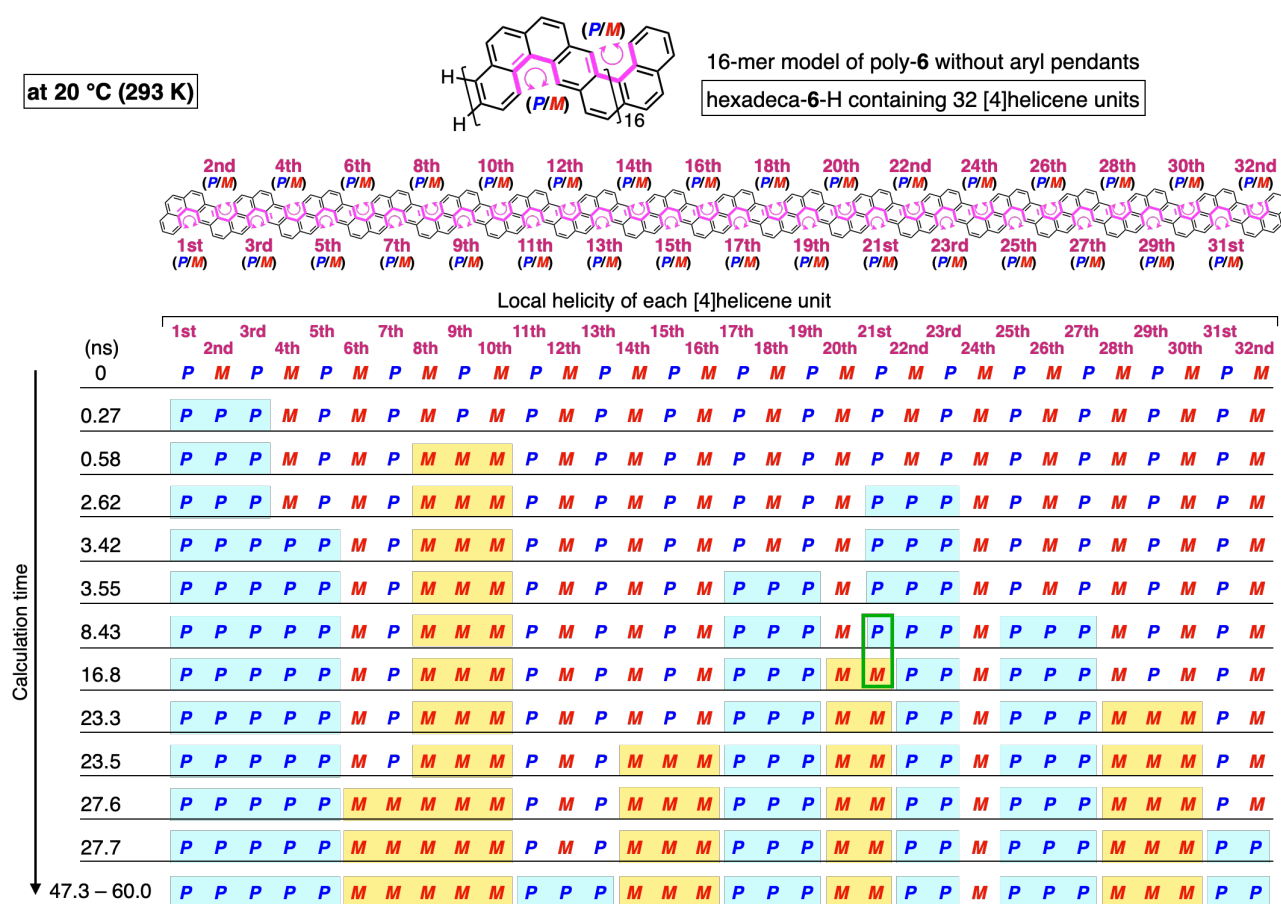 (P/M)
at 20 °C (293 K)
H
H
(P/M)
16
16-mer model of poly-6 without aryl pendants
hexadeca-6-H containing 32 [4]helicene units
2nd 4th 6th 8th 10th 12th 14th 16th 18th 20th 22nd 24th 26th 28th 30th 32nd
(P/M) (P/M) (P/M) (P/M) (P/M) (P/M) (P/M) (P/M) (P/M) (P/M) (P/M) (P/M) (P/M) (P/M) (P/M) (P/M)
1st 3rd 5th 7th 9th 11th 13th 15th 17th 19th 21st 23rd 25th 27th 29th 31st
(P/M) (P/M) (P/M) (P/M) (P/M) (P/M) (P/M) (P/M) (P/M) (P/M) (P/M) (P/M) (P/M) (P/M) (P/M) (P/M)
Local helicity of each [4]helicene unit
1st 3rd 5th 7th 9th 11th 13th 15th 17th 19th 21st 23rd 25th 27th 29th 31st
(ns) 2nd 4th 6th 8th 10th 12th 14th 16th 18th 20th 22nd 24th 26th 28th 30th 32nd
0 P M P M P M P M P M P M P M P M P M P M P M P M P M P M P M P M
0.27 P P P M P M P M P M P M P M P M P M P M P M P M P M P M P M P M
0.58 P P P M P M P M M M P M P M P M P M P M P M P M P M P M P M P M
2.62 P P P M P M P M M M P M P M P M P M P M P P P M P M P M P M P M
3.42 P P P P P M P M M M P M P M P M P M P M P P P M P M P M P M P M
3.55 P P P P P M P M M M P M P M P M P P P M P P P M P M P M P M P M
8.43 P P P P P M P M M M P M P M P M P P P M P P P M P P P M P M P M
16.8 P P P P P M P M M M P M P M P M P P P M M P P M P P P M P M P M
23.3 P P P P P M P M M M P M P M P M P P P M M P P M P P P M M M P M
23.5 P P P P P M P M M M P M P M M M P P P M M P P M P P P M M M P M
27.6 P P P P P M M M M M P M P M M M P P P M M P P M P P P M M M P M
27.7 P P P P P M M M M M P M P M M M P P P M M P P M P P P M M M P P
47.3 – 60.0 P P P P P M M M M M P P P M M M P P P M M P P M P P P M M M P P
Calculation time